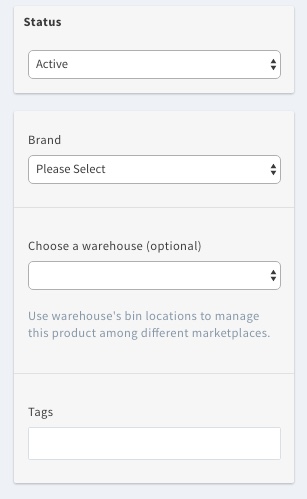 Status
Active
Brand
Please Select
Choose a warehouse (optional)
Use warehouse's bin locations to manage
this product among different marketplaces.
Tags